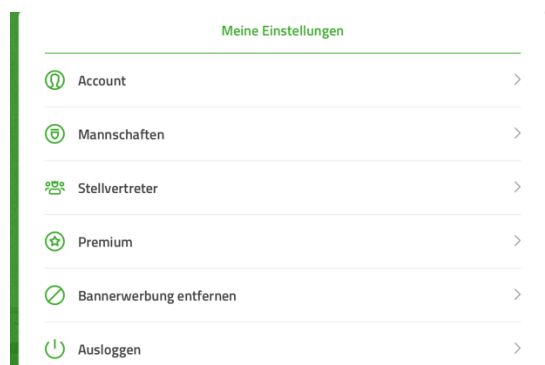 Meine Einstellungen
Account
Mannschaften
Stellvertreter
Premium
Bannerwerbung entfernen
Ausloggen